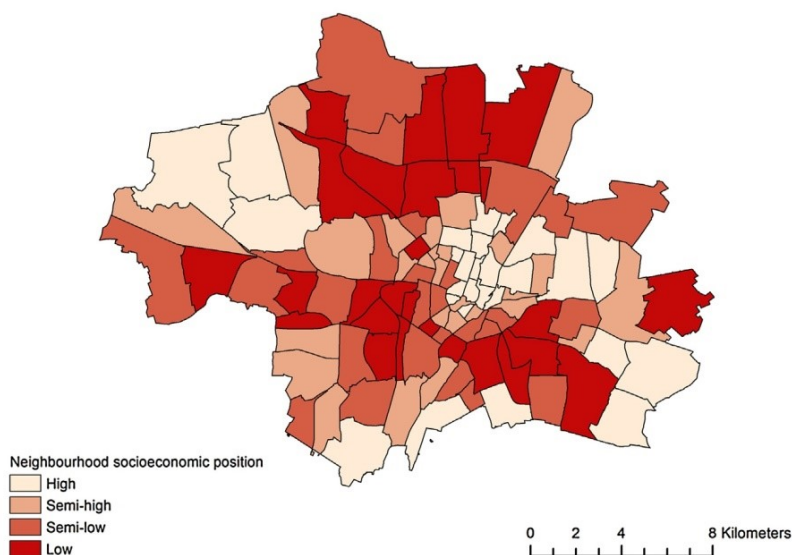 Neighbourhood socioeconomic position
High
Semi-high
Semi-low
Low
0 2 4 8 Kilometers